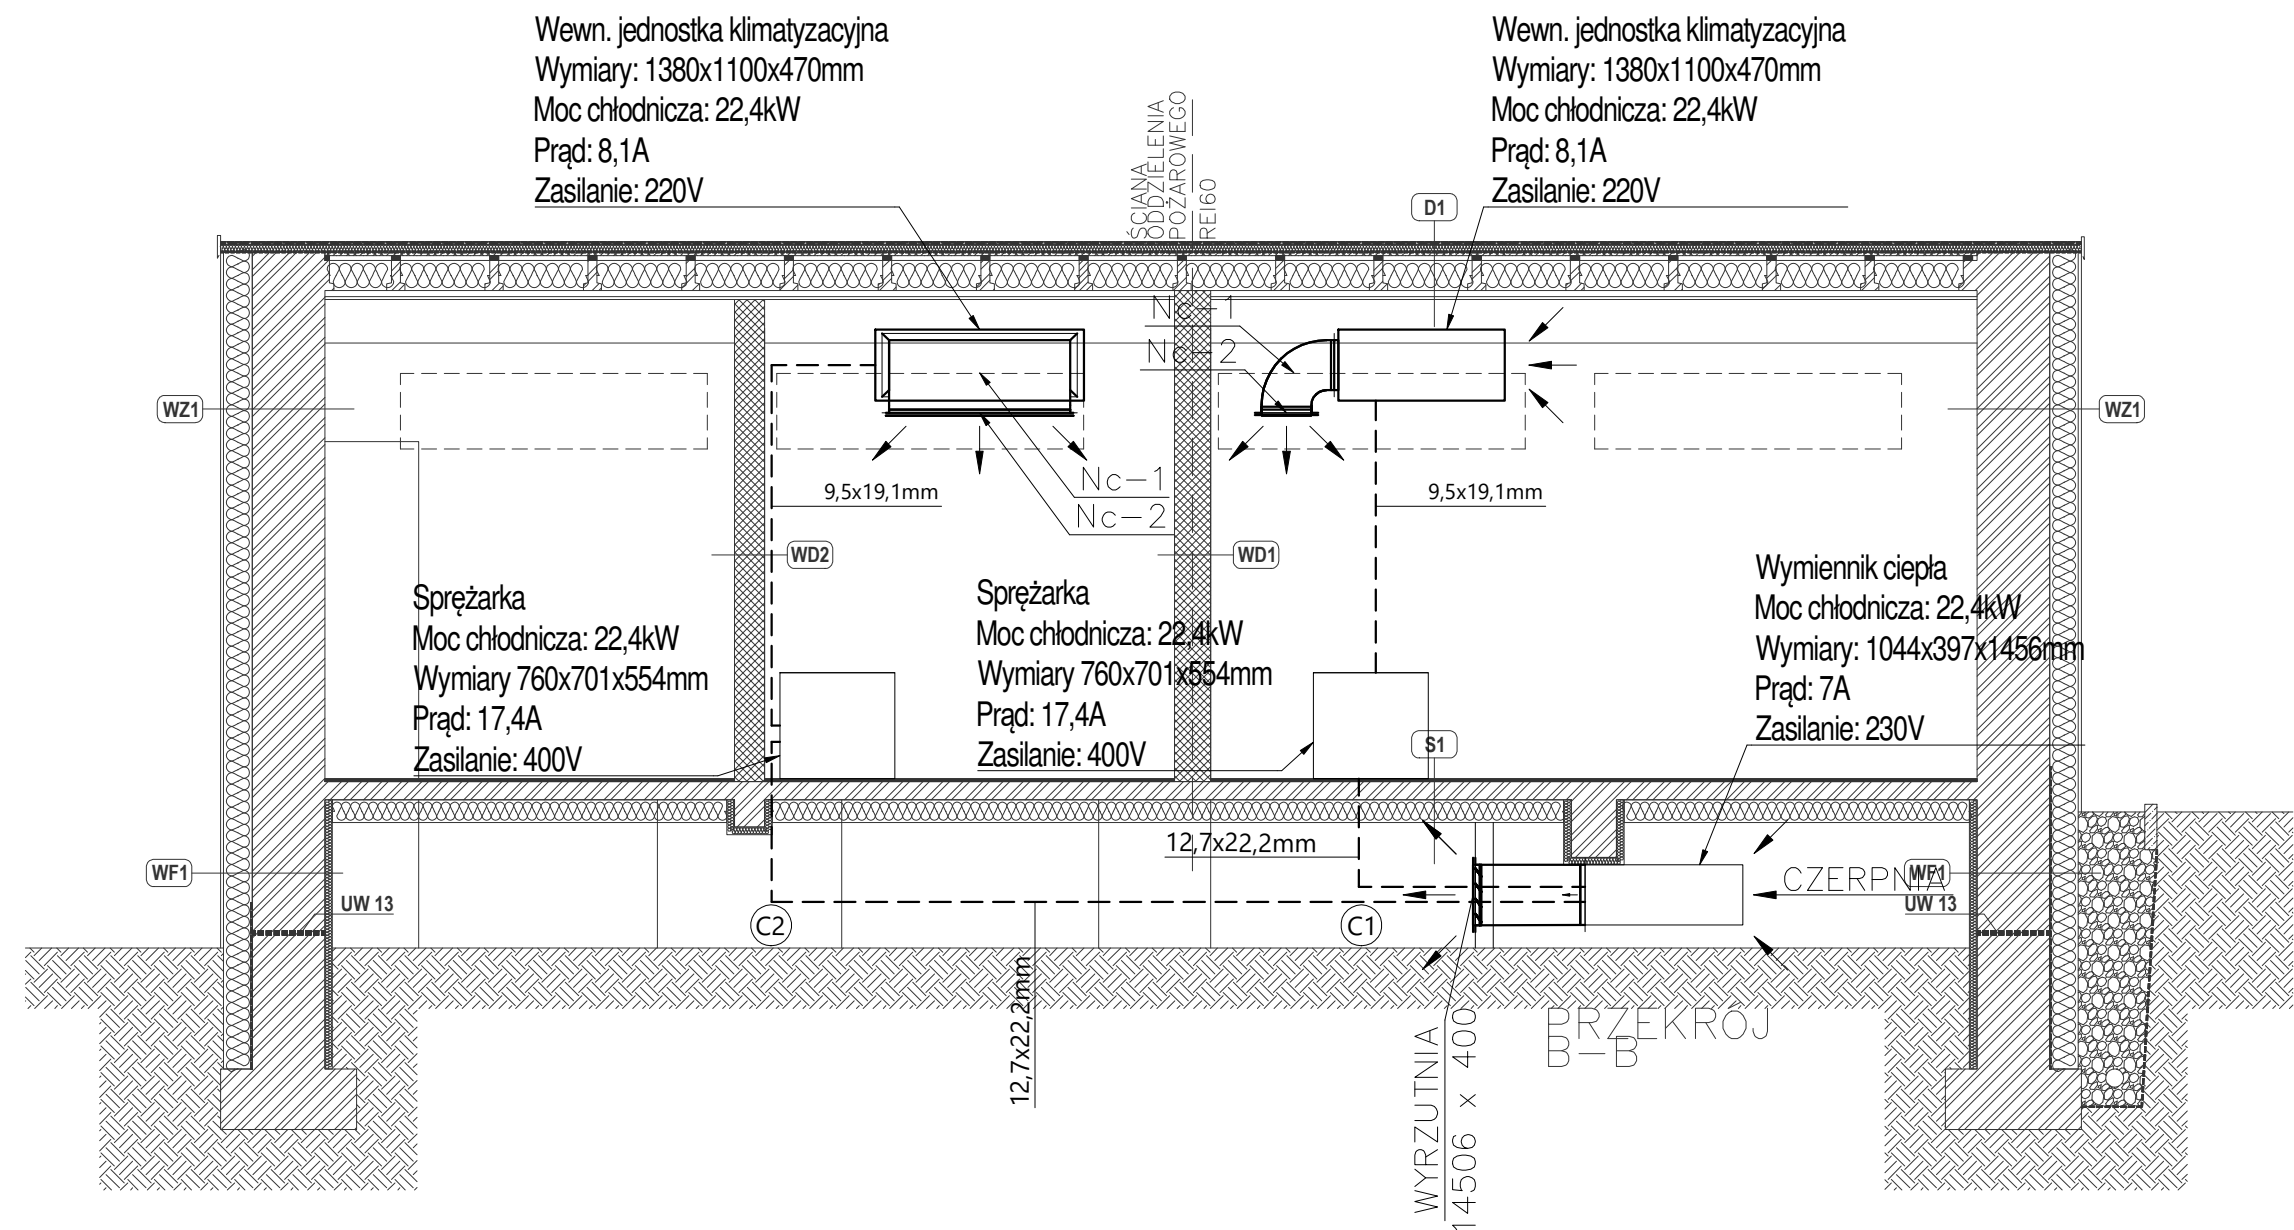 Wewn. jednostka klimatyzacyjna
Wymiary: 1380x1100x470mm
Moc chłodnicza: 22,4kW
Prąd: 8,1A
Zasilanie: 220V
Wewn. jednostka klimatyzacyjna
Wymiary: 1380x1100x470mm
Moc chłodnicza: 22,4kW
Prąd: 8,1A
Zasilanie: 220V
ŚCIANA
ODDZIELENIA
POŻAROWEGO
REI60
D1
Nc-1
Nc-2
WZ1
WZ1
Nc-1
Nc-2
9,5x19,1mm
9,5x19,1mm
WD2
WD1
Sprężarka
Moc chłodnicza: 22,4kW
Wymiary 760x701x554mm
Prąd: 17,4A
Zasilanie: 400V
Sprężarka
Moc chłodnicza: 22,4kW
Wymiary 760x701x554mm
Prąd: 17,4A
Zasilanie: 400V
Wymiennik ciepła
Moc chłodnicza: 22,4kW
Wymiary: 1044x397x1456mm
Prąd: 7A
Zasilanie: 230V
S1
12,7x22,2mm
WF1
UW 13
CZERPNIA
WF1
UW 13
C2
C1
12,7x22,2mm
WYRZUTNIA
14506 x 400
PRZEKRÓJ
B-B